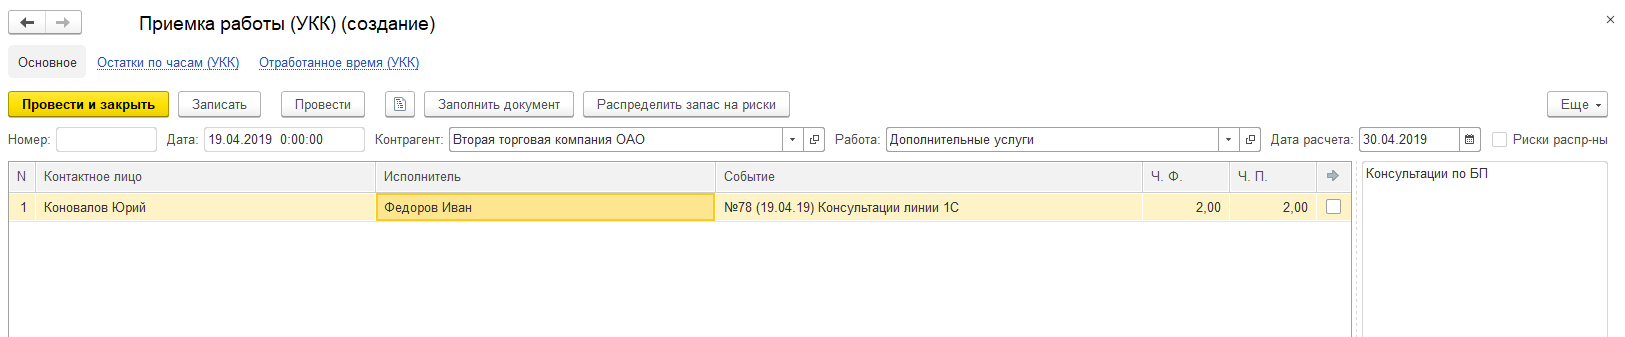 Приемка работы (УКК) (создание)
Основное Остатки по часам (УКК) Отработанное время (УКК)
Провести и закрыть Записать Провести Заполнить документ Распределить запас на риски Еще
Номер: Дата: 19.04.2019 0:00:00 Контрагент: Вторая торговая компания ОАО Работа: Дополнительные услуги Дата расчета: 30.04.2019 Риски распр-ны
N Контактное лицо Исполнитель Событие Ч. Ф. Ч. П. Консультации по БП
1 Коновалов Юрий Федоров Иван №78 (19.04.19) Консультации линии 1С 2,00 2,00